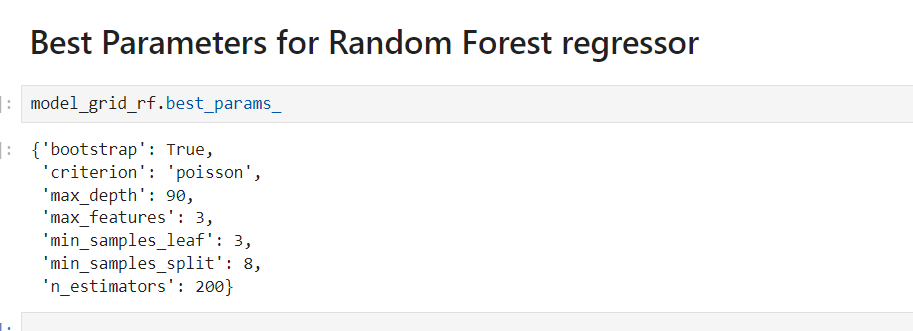 Best Parameters for Random Forest regressor
]: model_grid_rf.best_params_
]: {'bootstrap': True,
'criterion': 'poisson',
'max_depth': 90,
'max_features': 3,
'min_samples_leaf': 3,
'min_samples_split': 8,
'n_estimators': 200}
]: